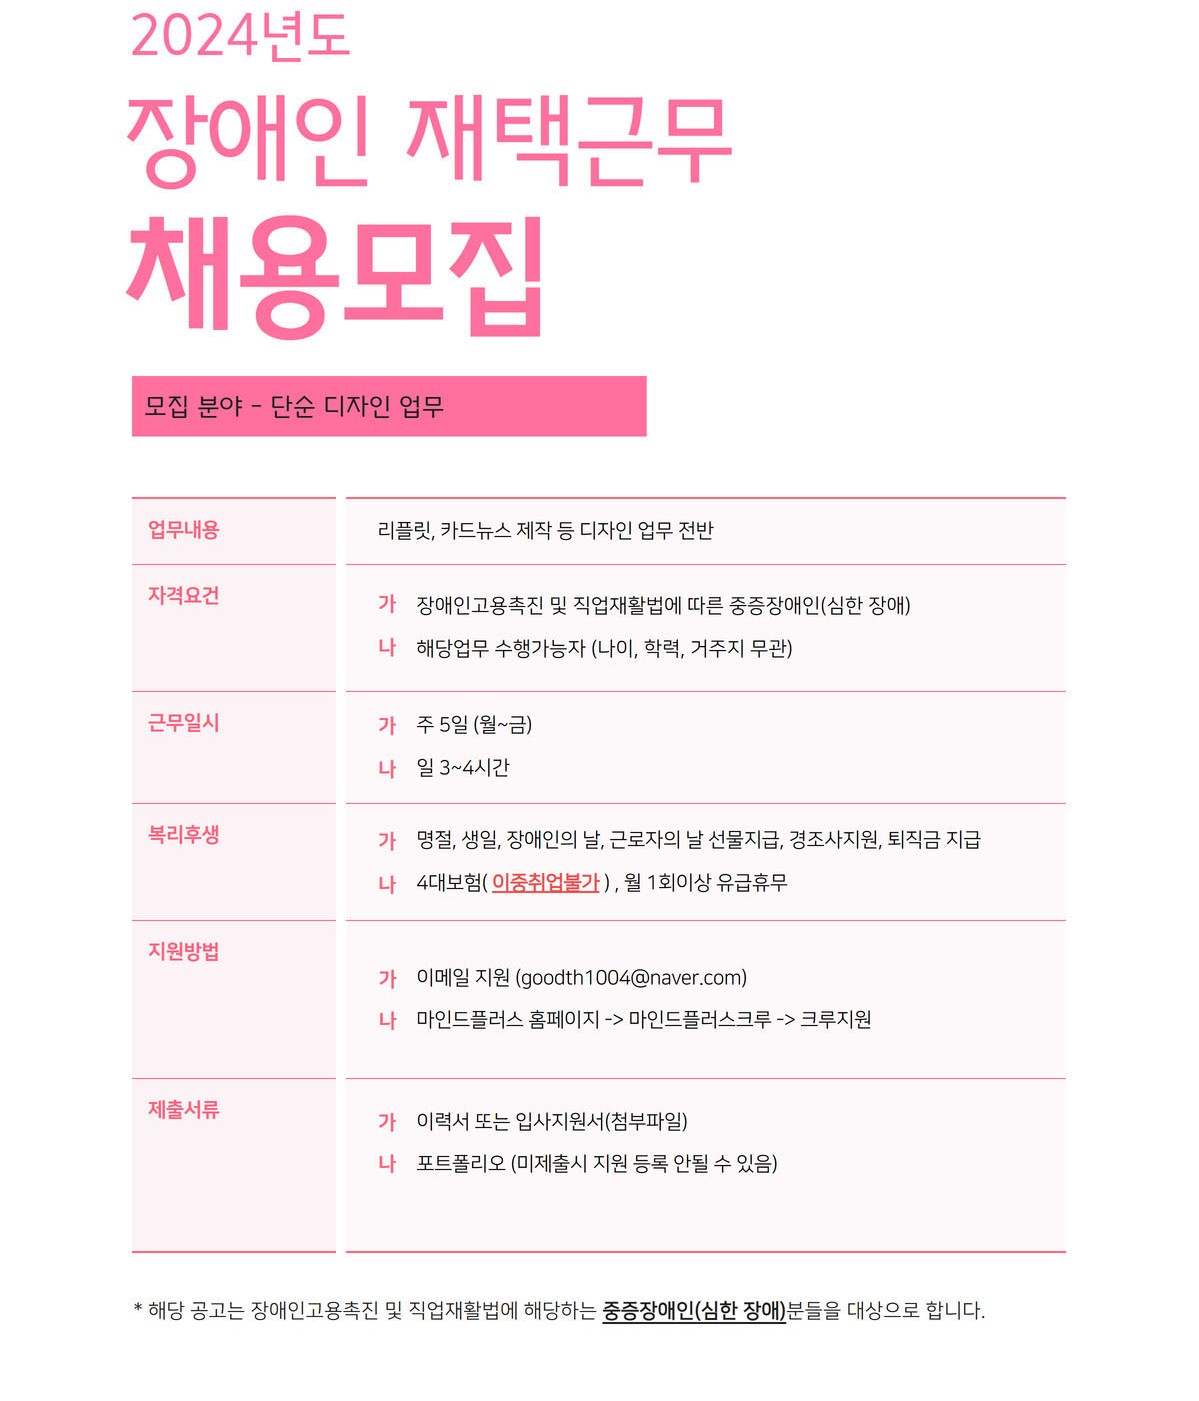 2024년도
장애인 재택근무
채용모집
모집 분야 - 단순 디자인 업무
업무내용
리플릿, 카드뉴스 제작 등 디자인 업무 전반
자격요건
가 장애인고용촉진 및 직업재활법에 따른 중증장애인(심한 장애)
나 해당업무 수행가능자 (나이, 학력, 거주지 무관)
근무일시
가 주 5일 (월~금)
나 일 3~4시간
복리후생
가 명절, 생일, 장애인의 날, 근로자의 날 선물지급, 경조사지원, 퇴직금 지급
나 4대보험( 이중취업불가 ) , 월 1회이상 유급휴무
지원방법
가 이메일 지원 (goodth1004@naver.com)
나 마인드플러스 홈페이지 -> 마인드플러스크루 -> 크루지원
제출서류
가 이력서 또는 입사지원서(첨부파일)
나 포트폴리오 (미제출시 지원 등록 안될 수 있음)
* 해당 공고는 장애인고용촉진 및 직업재활법에 해당하는 중증장애인(심한 장애)분들을 대상으로 합니다.